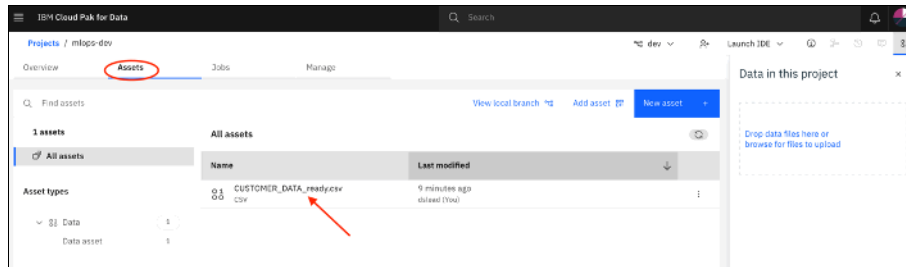 IBM Cloud Pak for Data
Search
Projects / mlops-dev
dev
Launch IDE
Overview
Assets
Jobs
Manage
Data in this project
Find assets
View local branch
Add asset
New asset +
1 assets
All assets
All assets
Drop data files here or
browse for files to upload
Name
Last modified
Asset types
CUSTOMER_DATA_ready.csv
CSV
9 minutes ago
dslead (You)
Data
1
Data asset
1